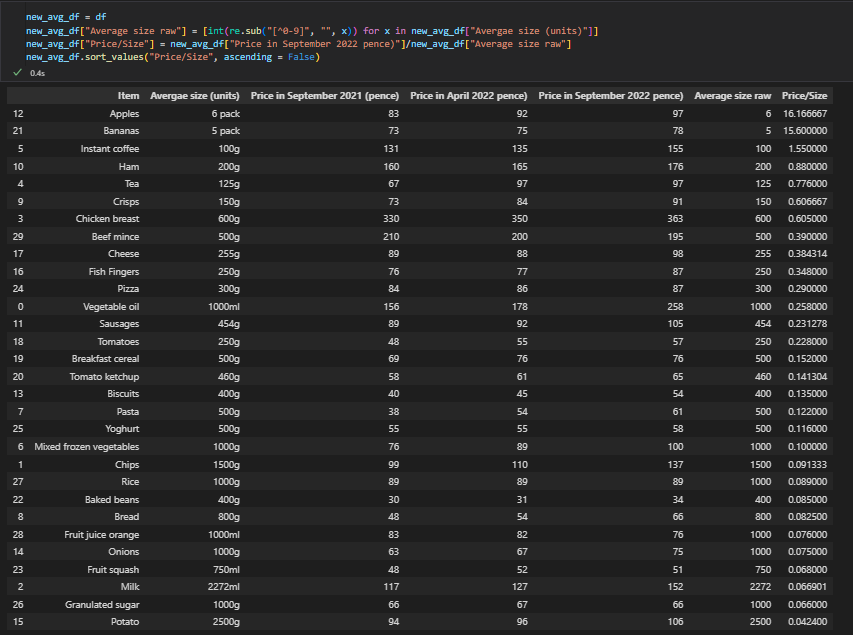 new_avg_df = df
new_avg_df["Average size raw"] = [int(re.sub("[^0-9]", "", x)) for x in new_avg_df["Avergae size (units)"]]
new_avg_df["Price/Size"] = new_avg_df["Price in September 2022 pence)"]/new_avg_df["Average size raw"]
new_avg_df.sort_values("Price/Size", ascending = False)
✓ 0.4s
Item Avergae size (units) Price in September 2021 (pence) Price in April 2022 pence) Price in September 2022 pence) Average size raw Price/Size
12 Apples 6 pack 83 92 97 6 16.166667
21 Bananas 5 pack 73 75 78 5 15.600000
5 Instant coffee 100g 131 135 155 100 1.550000
10 Ham 200g 160 165 176 200 0.880000
4 Tea 125g 67 97 97 125 0.776000
9 Crisps 150g 73 84 91 150 0.606667
3 Chicken breast 600g 330 350 363 600 0.605000
29 Beef mince 500g 210 200 195 500 0.390000
17 Cheese 255g 89 88 98 255 0.384314
16 Fish Fingers 250g 76 77 87 250 0.348000
24 Pizza 300g 84 86 87 300 0.290000
0 Vegetable oil 1000ml 156 178 258 1000 0.258000
11 Sausages 454g 89 92 105 454 0.231278
18 Tomatoes 250g 48 55 57 250 0.228000
19 Breakfast cereal 500g 69 76 76 500 0.152000
20 Tomato ketchup 460g 58 61 65 460 0.141304
13 Biscuits 400g 40 45 54 400 0.135000
7 Pasta 500g 38 54 61 500 0.122000
25 Yoghurt 500g 55 55 58 500 0.116000
6 Mixed frozen vegetables 1000g 76 89 100 1000 0.100000
1 Chips 1500g 99 110 137 1500 0.091333
27 Rice 1000g 89 89 89 1000 0.089000
22 Baked beans 400g 30 31 34 400 0.085000
8 Bread 800g 48 54 66 800 0.082500
28 Fruit juice orange 1000ml 83 82 76 1000 0.076000
14 Onions 1000g 63 67 75 1000 0.075000
23 Fruit squash 750ml 48 52 51 750 0.068000
2 Milk 2272ml 117 127 152 2272 0.066901
26 Granulated sugar 1000g 66 67 66 1000 0.066000
15 Potato 2500g 94 96 106 2500 0.042400